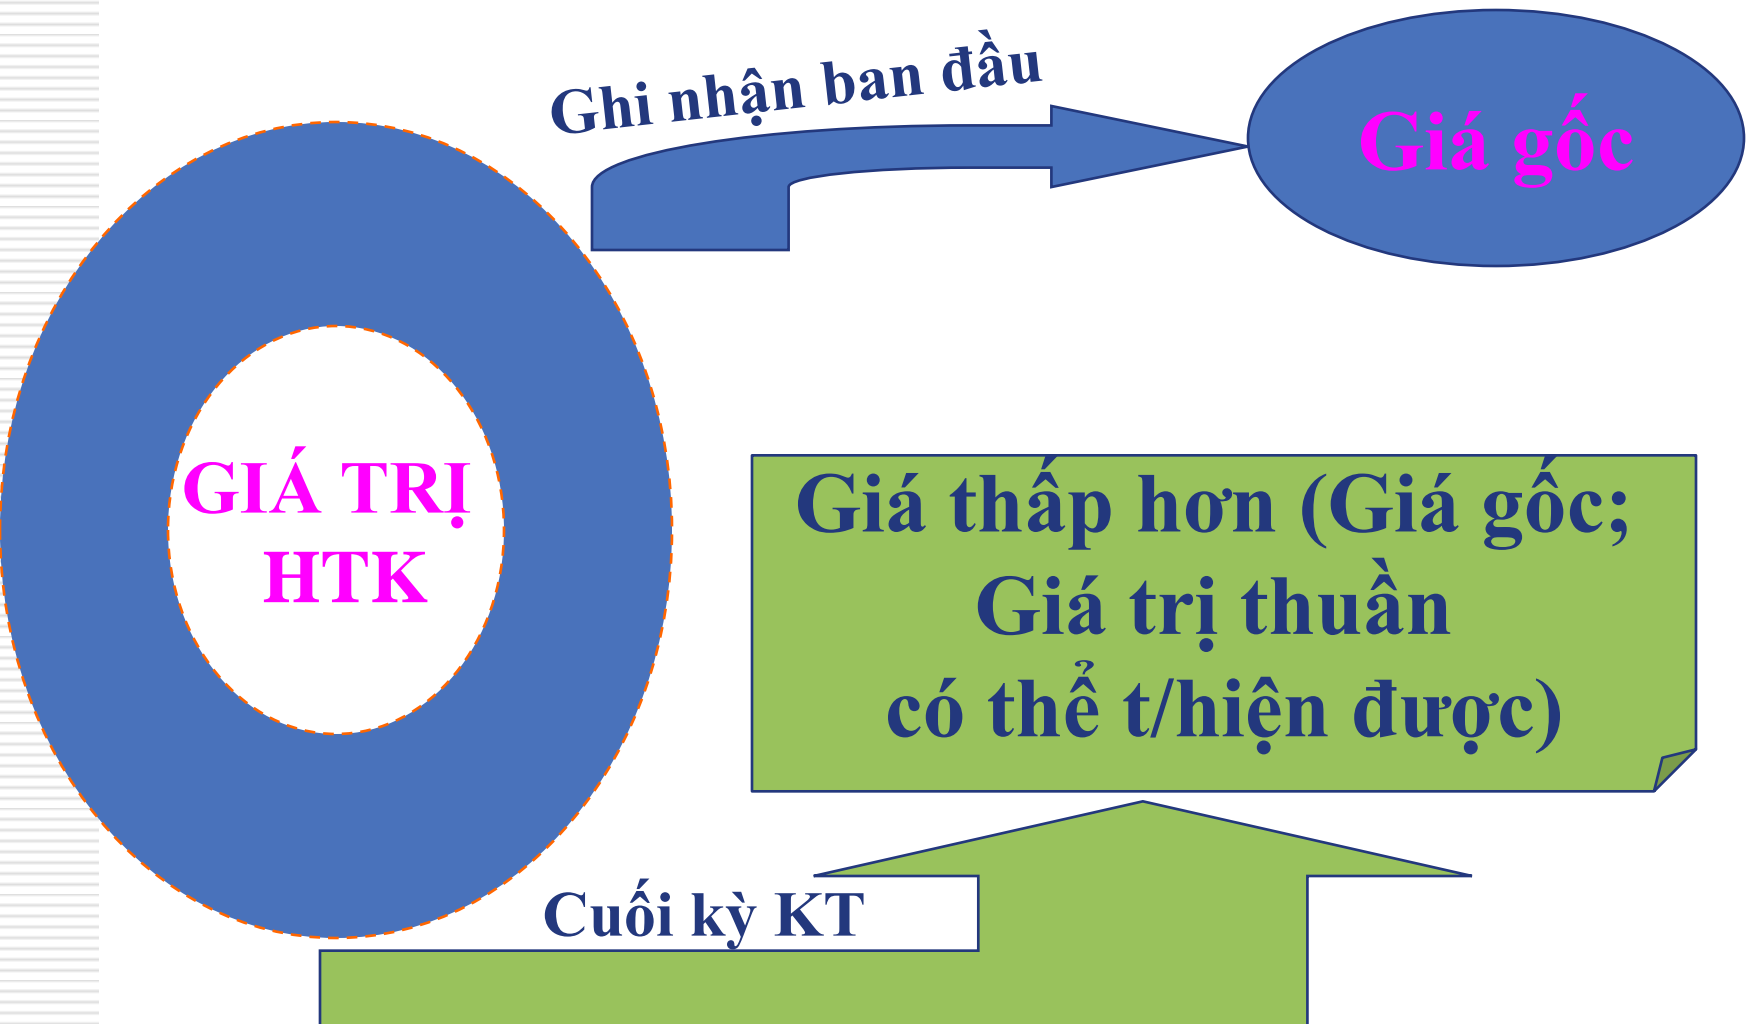 Ghi nhận ban đầu
Giá gốc
GIÁ TRỊ
HTK
Giá thấp hơn (Giá gốc;
Giá trị thuần
có thể t/hiện được)
Cuối kỳ KT